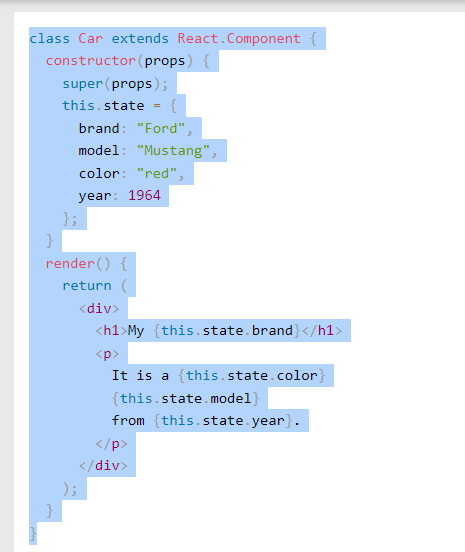 class Car extends React.Component {
  constructor(props) {
    super(props);
    this.state = {
      brand: "Ford",
      model: "Mustang",
      color: "red",
      year: 1964
    };
  }
  render() {
    return (
      <div>
        <h1>My {this.state.brand}</h1>
        <p>
          It is a {this.state.color}
          {this.state.model}
          from {this.state.year}.
        </p>
      </div>
    );
  }
}